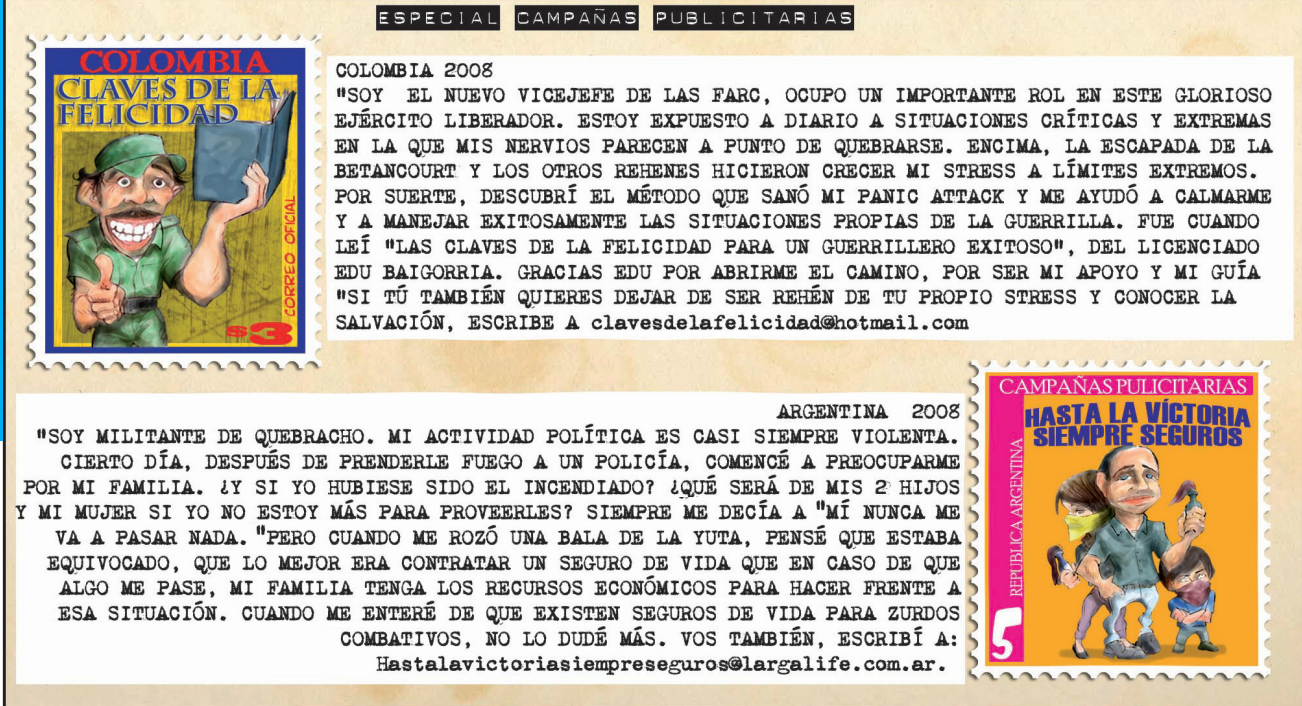 ESPECIAL CAMPAÑAS PUBLICITARIAS
COLOMBIA
CLAVES DE LA
FELICIDAD
CORREO OFICIAL
$3
COLOMBIA 2008
"SOY EL NUEVO VICEJEFE DE LAS FARC, OCUPO UN IMPORTANTE ROL EN ESTE GLORIOSO
EJÉRCITO LIBERADOR. ESTOY EXPUESTO A DIARIO A SITUACIONES CRÍTICAS Y EXTREMAS
EN LA QUE MIS NERVIOS PARECEN A PUNTO DE QUEBRARSE. ENCIMA, LA ESCAPADA DE LA
BETANCOURT Y LOS OTROS REHENES HICIERON CRECER MI STRESS A LÍMITES EXTREMOS.
POR SUERTE, DESCUBRÍ EL MÉTODO QUE SANÓ MI PANIC ATTACK Y ME AYUDÓ A CALMARME
Y A MANEJAR EXITOSAMENTE LAS SITUACIONES PROPIAS DE LA GUERRILLA. FUE CUANDO
LEÍ "LAS CLAVES DE LA FELICIDAD PARA UN GUERRILLERO EXITOSO", DEL LICENCIADO
EDU BAIGORRIA. GRACIAS EDU POR ABRIRME EL CAMINO, POR SER MI APOYO Y MI GUÍA
"SI TÚ TAMBIÉN QUIERES DEJAR DE SER REHÉN DE TU PROPIO STRESS Y CONOCER LA
SALVACIÓN, ESCRIBE A clavesdelafelicidad@hotmail.com
ARGENTINA 2008
"SOY MILITANTE DE QUEBRACHO. MI ACTIVIDAD POLÍTICA ES CASI SIEMPRE VIOLENTA.
CIERTO DÍA, DESPUÉS DE PRENDERLE FUEGO A UN POLICÍA, COMENCÉ A PREOCUPARME
POR MI FAMILIA. ¿Y SI YO HUBIESE SIDO EL INCENDIADO? ¿QUÉ SERÁ DE MIS 2 HIJOS
Y MI MUJER SI YO NO ESTOY MÁS PARA PROVEERLES? SIEMPRE ME DECÍA A "MÍ NUNCA ME
VA A PASAR NADA. "PERO CUANDO ME ROZÓ UNA BALA DE LA YUTA, PENSÉ QUE ESTABA
EQUIVOCADO, QUE LO MEJOR ERA CONTRATAR UN SEGURO DE VIDA QUE EN CASO DE QUE
ALGO ME PASE, MI FAMILIA TENGA LOS RECURSOS ECONÓMICOS PARA HACER FRENTE A
ESA SITUACIÓN. CUANDO ME ENTERÉ DE QUE EXISTEN SEGUROS DE VIDA PARA ZURDOS
COMBATIVOS, NO LO DUDÉ MÁS. VOS TAMBIÉN, ESCRIBÍ A:
Hastalavictoriasiempreseguros@largalife.com.ar.
CAMPAÑAS PULICITARIAS
HASTA LA VÍCTORIA
SIEMPRE SEGUROS
REPUBLICA ARGENTINA
5